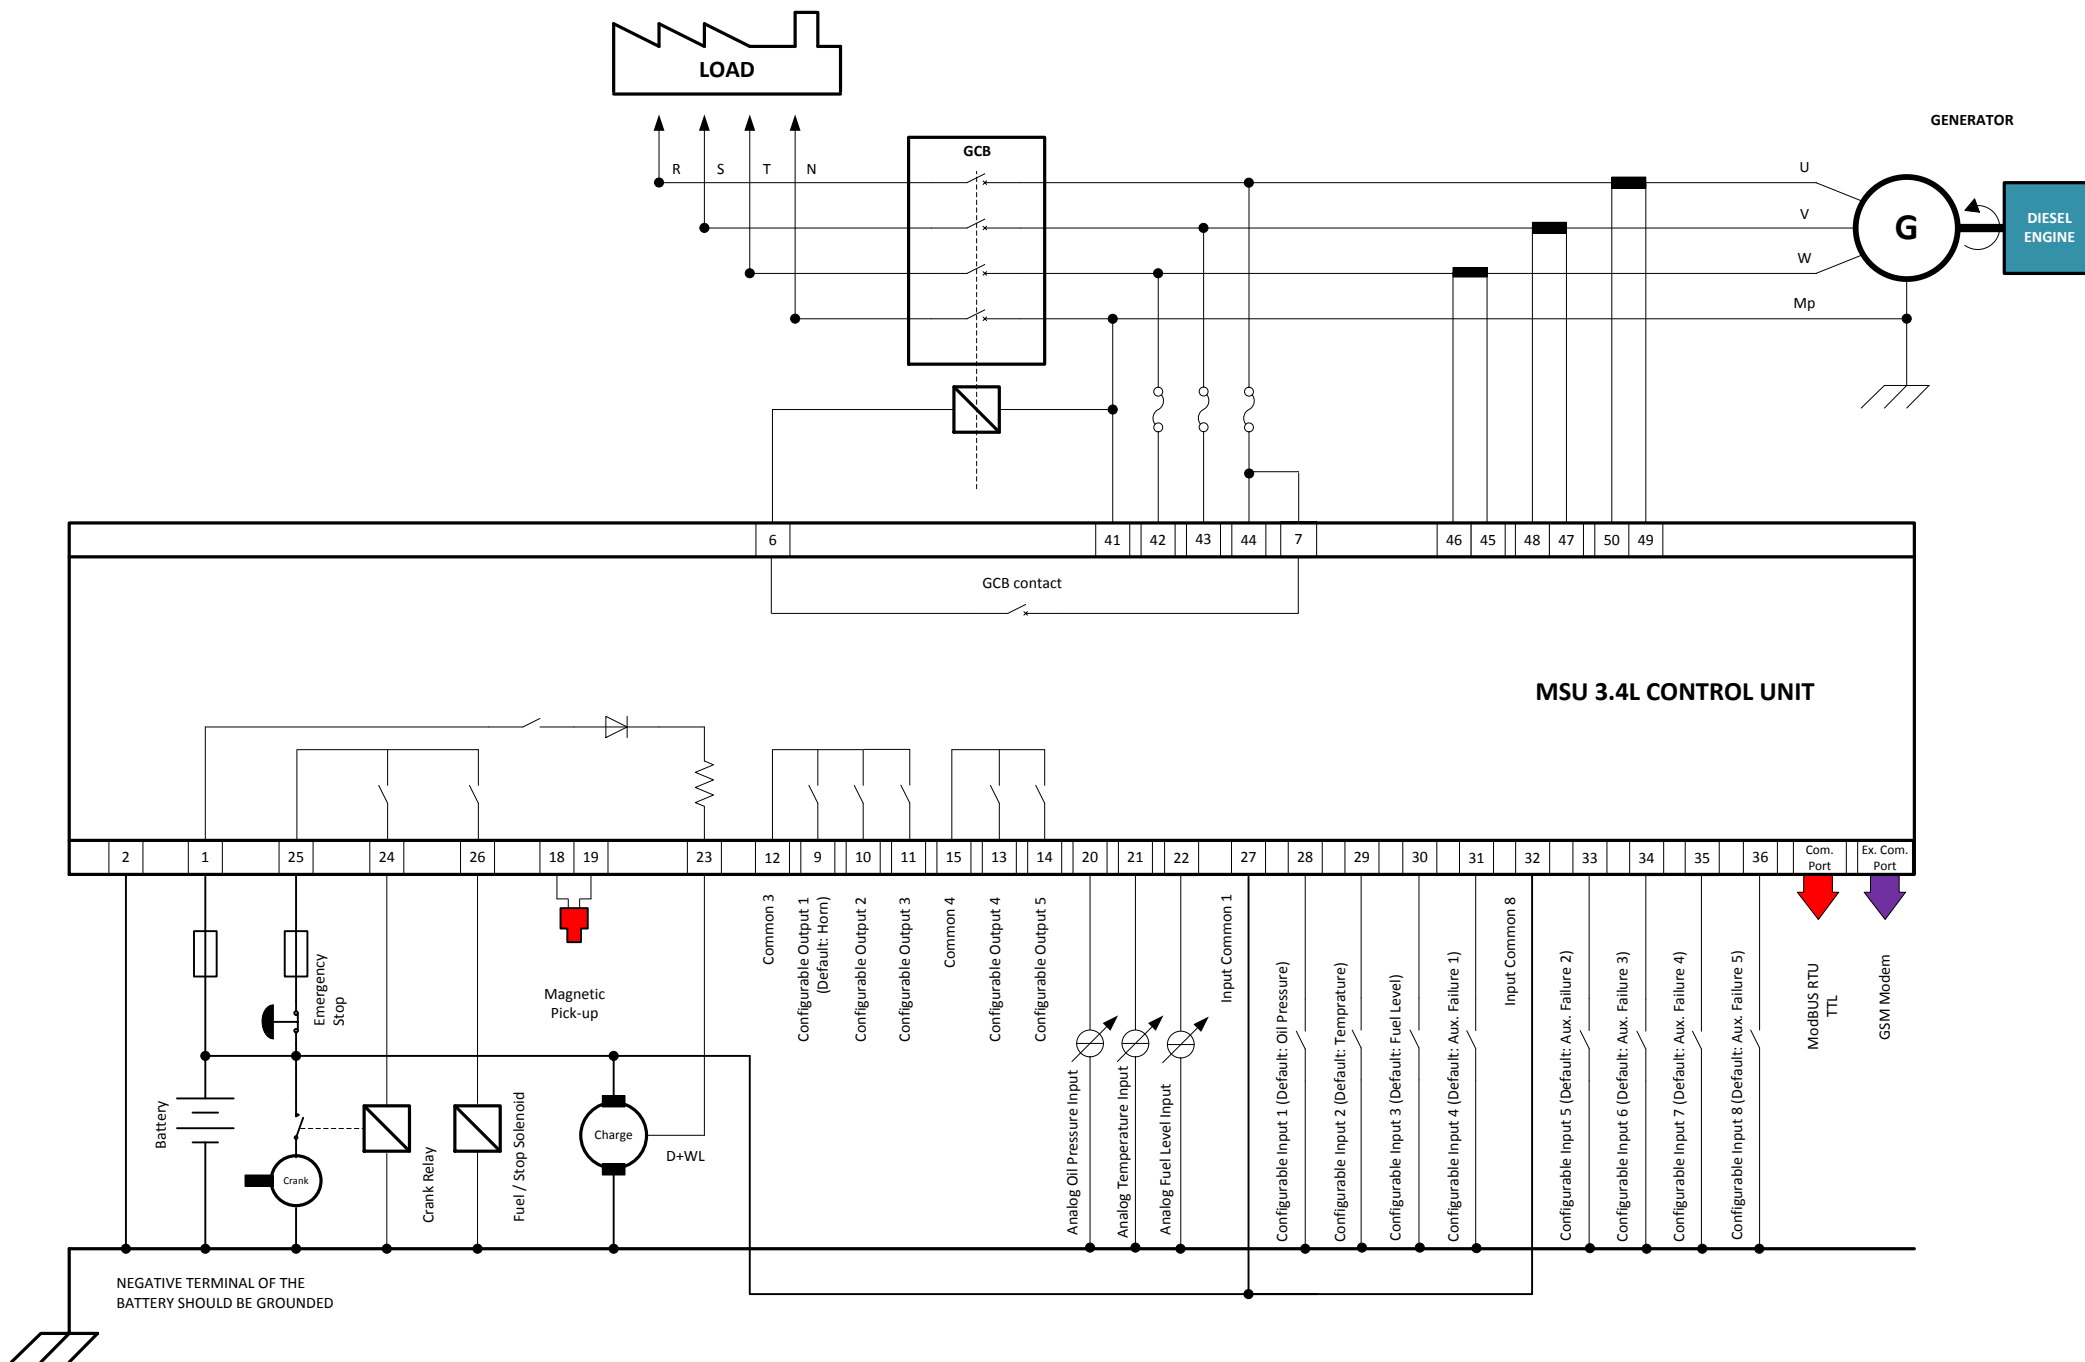 LOAD
GENERATOR
GCB
R
S
T
N
U
V
W
Mp
G
DIESEL
ENGINE
6
41
42
43
44
7
46
45
48
47
50
49
GCB contact
MSU 3.4L CONTROL UNIT
2
1
25
24
26
18
19
23
12
9
10
11
15
13
14
20
21
22
27
28
29
30
31
32
33
34
35
36
Com.
Port
Ex. Com.
Port
Emergency
Stop
Magnetic
Pick-up
Common 3
Configurable Output 1
(Default: Horn)
Configurable Output 2
Configurable Output 3
Common 4
Configurable Output 4
Configurable Output 5
Analog Oil Pressure Input
Analog Temperature Input
Analog Fuel Level Input
Input Common 1
Configurable Input 1 (Default: Oil Pressure)
Configurable Input 2 (Default: Temprature)
Configurable Input 3 (Default: Fuel Level)
Configurable Input 4 (Default: Aux. Failure 1)
Input Common 8
Configurable Input 5 (Default: Aux. Failure 2)
Configurable Input 6 (Default: Aux. Failure 3)
Configurable Input 7 (Default: Aux. Failure 4)
Configurable Input 8 (Default: Aux. Failure 5)
ModBUS RTU
TTL
GSM Modem
Battery
Crank
Crank Relay
Fuel / Stop Solenoid
Charge
D+WL
NEGATIVE TERMINAL OF THE
BATTERY SHOULD BE GROUNDED